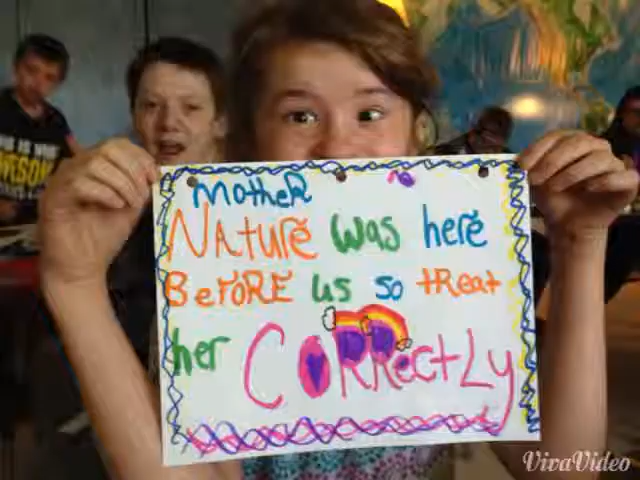 MotheR
NAtURe was here
BeFoRE us so tReat
her CoRRectLy
VivaVideo